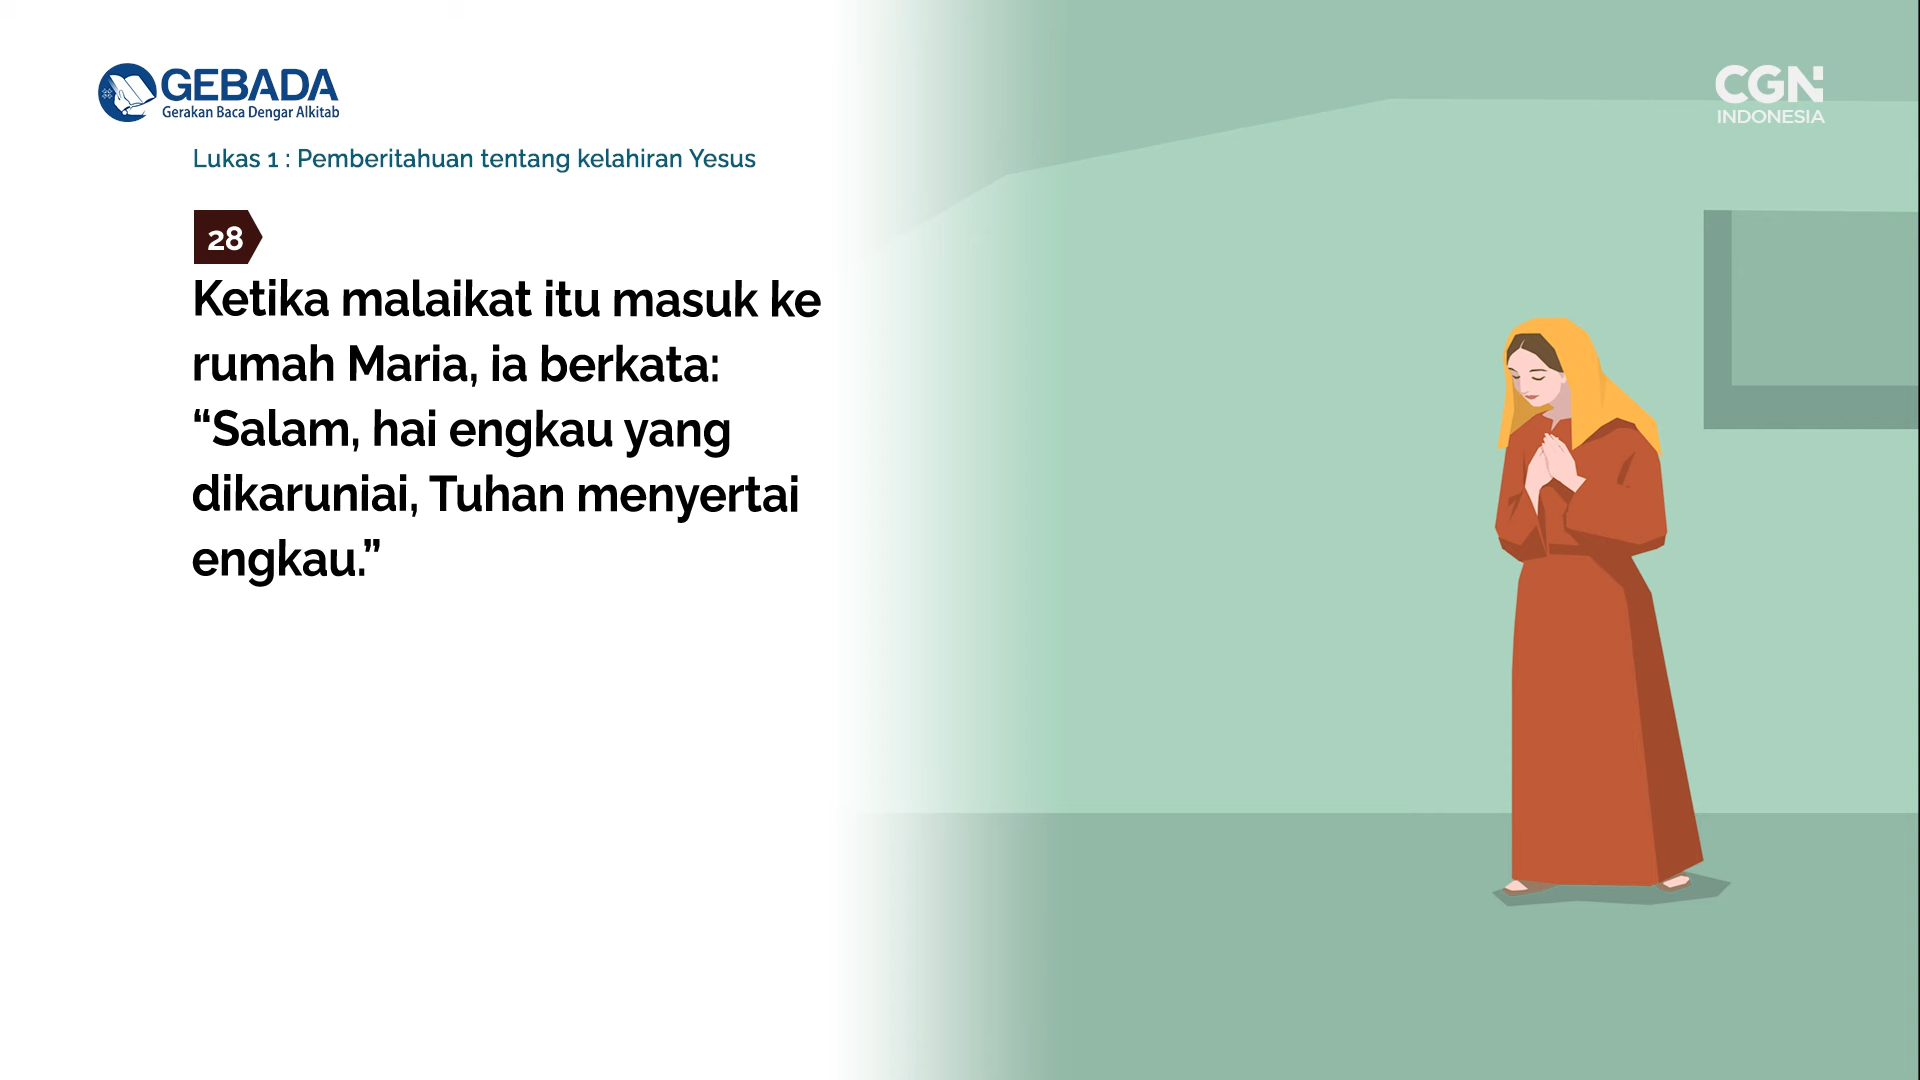 GEBADA
Gerakan Baca Dengar Alkitab
CGN
INDONESIA
Lukas 1 : Pemberitahuan tentang kelahiran Yesus
28
Ketika malaikat itu masuk ke
rumah Maria, ia berkata:
“Salam, hai engkau yang
dikaruniai, Tuhan menyertai
engkau.”